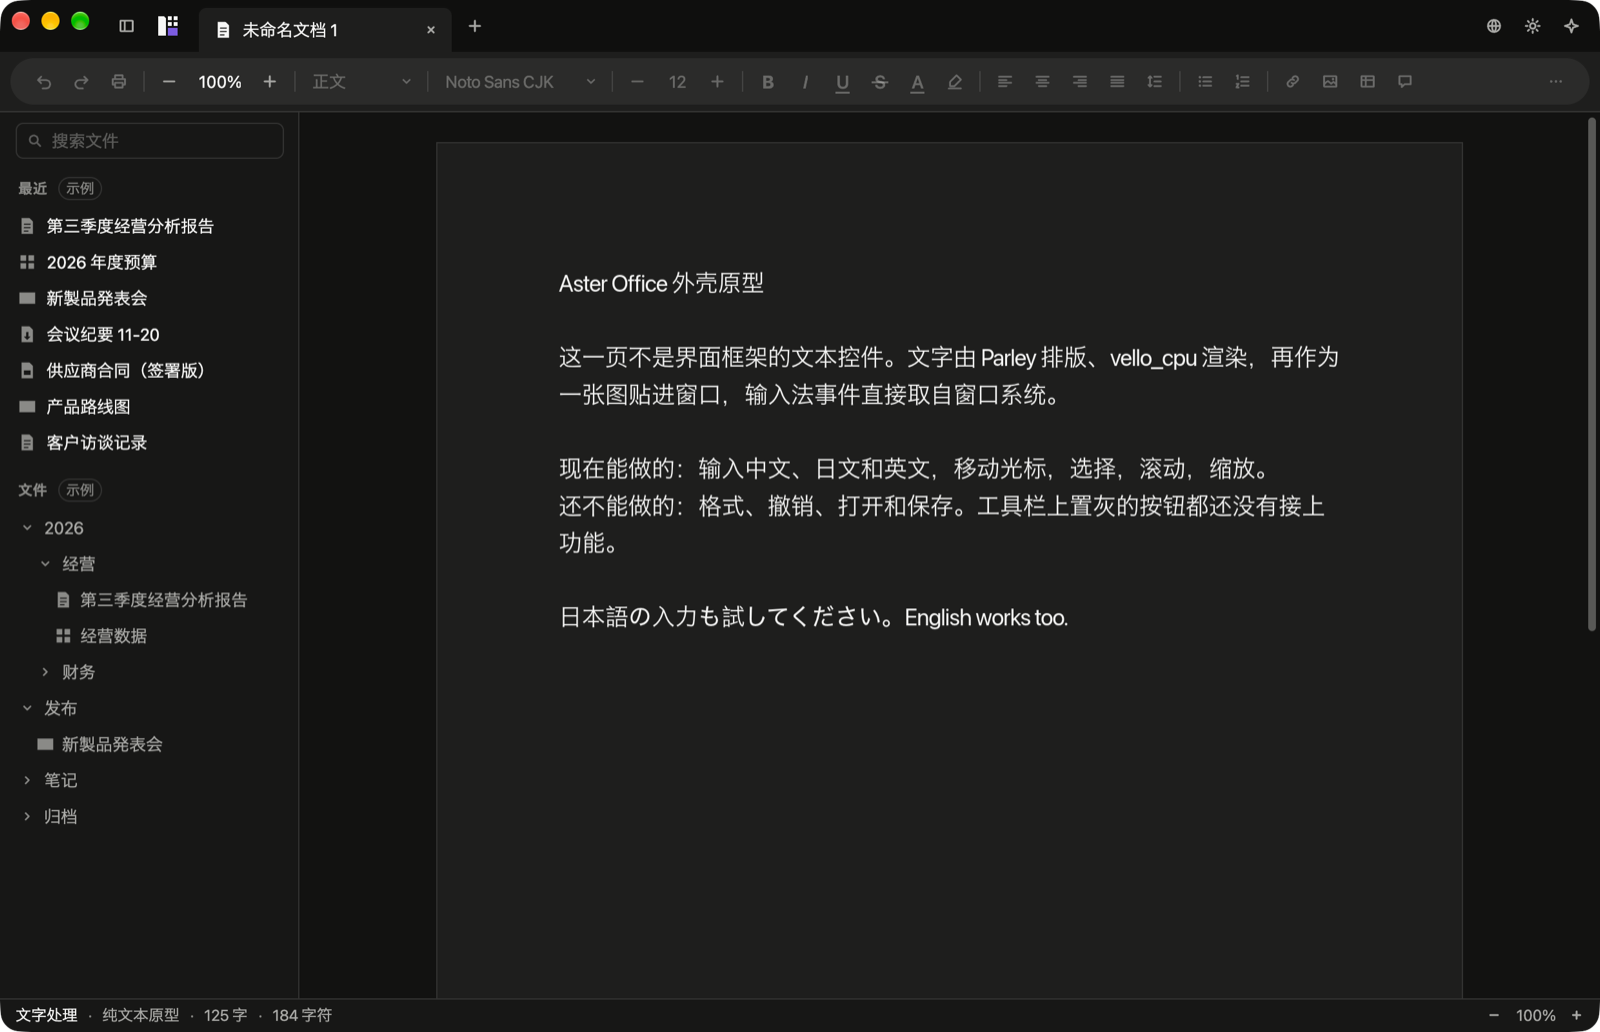 未命名文档 1
100%
正文
Noto Sans CJK
12
B I U S A
搜索文件
最近 示例
第三季度经营分析报告
2026 年度预算
新製品発表会
会议纪要 11-20
供应商合同（签署版）
产品路线图
客户访谈记录
文件 示例
2026
经营
第三季度经营分析报告
经营数据
财务
发布
新製品発表会
笔记
归档
Aster Office 外壳原型
这一页不是界面框架的文本控件。文字由 Parley 排版、vello_cpu 渲染，再作为
一张图贴进窗口，输入法事件直接取自窗口系统。
现在能做的：输入中文、日文和英文，移动光标，选择，滚动，缩放。
还不能做的：格式、撤销、打开和保存。工具栏上置灰的按钮都还没有接上
功能。
日本語の入力も試してください。English works too.
文字处理 · 纯文本原型 · 125 字 · 184 字符
100%